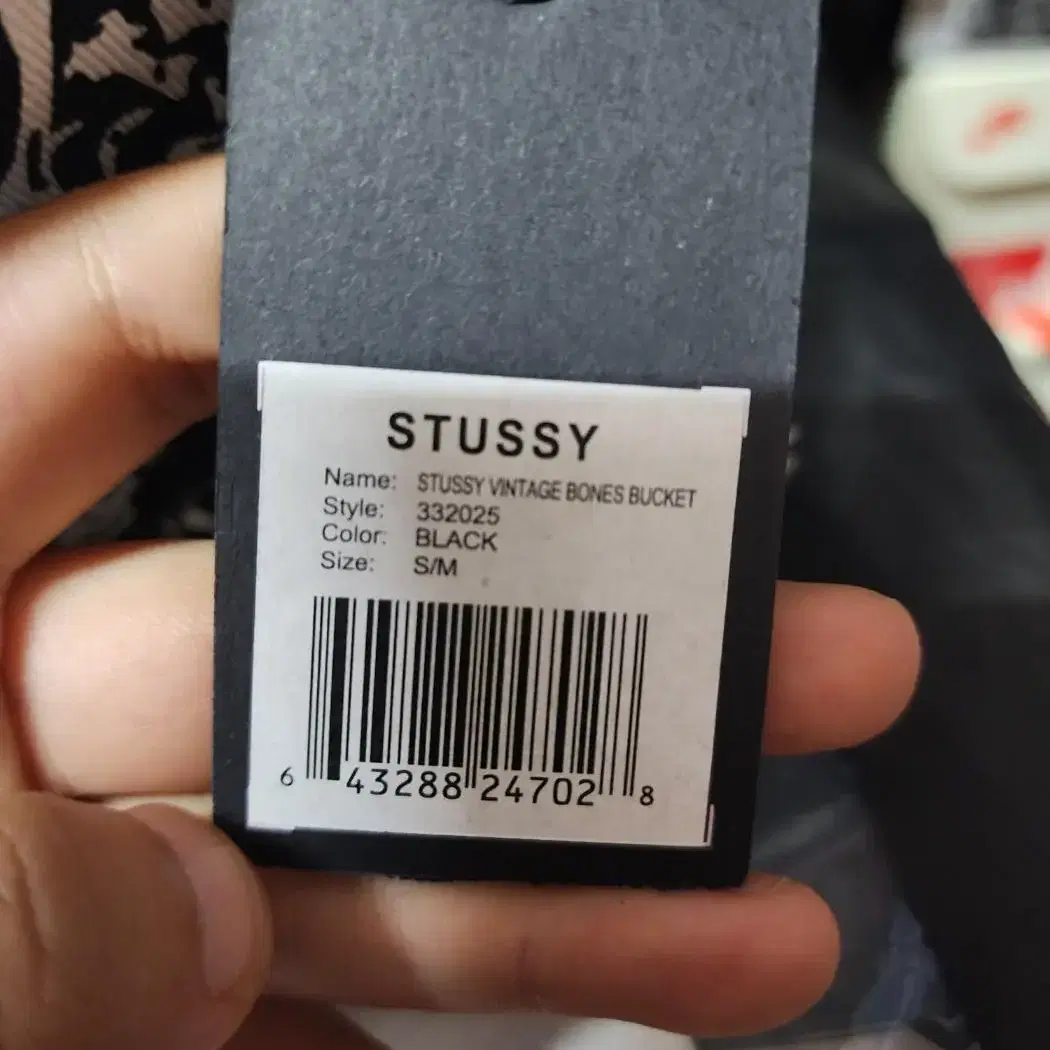 STUSSY
Name: STUSSY VINTAGE BONES BUCKET
Style: 332025
Color: BLACK
Size: S/M
6 43288 24702 8